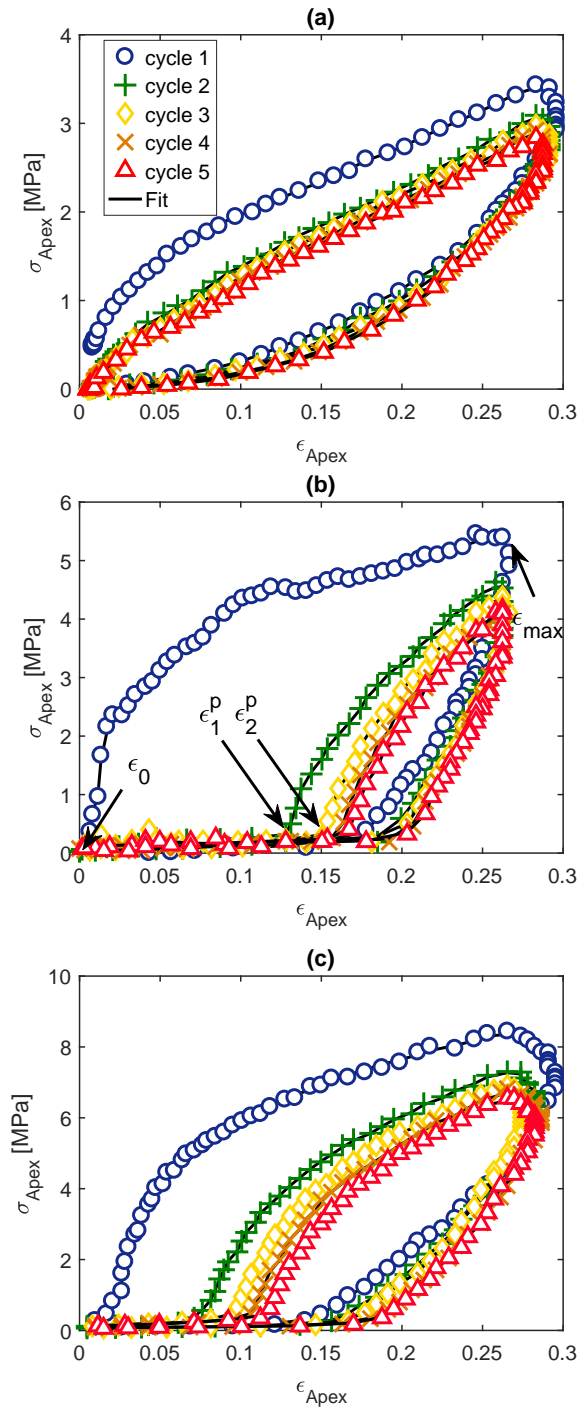 (a)
4
3
2
1
0
σApex [MPa]
cycle 1
cycle 2
cycle 3
cycle 4
cycle 5
Fit
0 0.05 0.1 0.15 0.2 0.25 0.3
ϵApex
(b)
6
5
4
3
2
1
0
σApex [MPa]
ϵmax
ϵ1p ϵ2p
ϵ0
0 0.05 0.1 0.15 0.2 0.25 0.3
ϵApex
(c)
10
8
6
4
2
0
σApex [MPa]
0 0.05 0.1 0.15 0.2 0.25 0.3
ϵApex